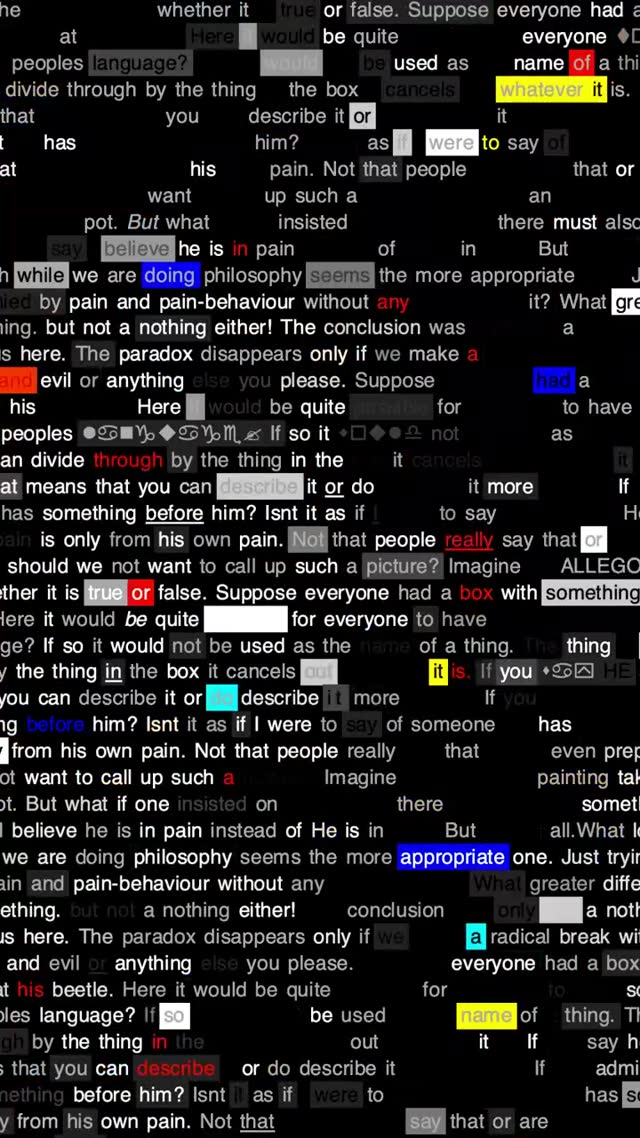 he whether it true or false. Suppose everyone had a
at Here it would be quite everyone
peoples language? would be used as name of a thi
divide through by the thing the box cancels whatever it is.
that you describe it or it
t has him? as if were to say of
at his pain. Not that people that or
want up such a an
pot. But what insisted there must also
say believe he is in pain of in But
h while we are doing philosophy seems the more appropriate J
nied by pain and pain-behaviour without any it? What gre
ning. but not a nothing either! The conclusion was a
us here. The paradox disappears only if we make a
and evil or anything else you please. Suppose had a
his Here it would be quite possible for to have
peoples If so it not as
an divide through by the thing in the it cancels it
at means that you can describe it or do it more If
has something before him? Isnt it as if I to say He
pain is only from his own pain. Not that people really say that or
should we not want to call up such a picture? Imagine ALLEGO
ether it is true or false. Suppose everyone had a box with something
Here it would be quite for everyone to have
ge? If so it would not be used as the name of a thing. The thing
y the thing in the box it cancels out it is. If you HE
you can describe it or do describe it more If you
ng before him? Isnt it as if I were to say of someone has
y from his own pain. Not that people really that even prep
ot want to call up such a Imagine painting tak
ot. But what if one insisted on there someth
I believe he is in pain instead of He is in But all.What lo
we are doing philosophy seems the more appropriate one. Just tryin
ain and pain-behaviour without any What greater diffe
ething. but not a nothing either! conclusion only a noth
us here. The paradox disappears only if we a radical break wit
and evil or anything else you please. everyone had a box
at his beetle. Here it would be quite for to so
ples language? If so be used name of thing. Th
gh by the thing in the out it If say he
s that you can describe or do describe it If admi
mething before him? Isnt it as if were to has so
y from his own pain. Not that say that or are